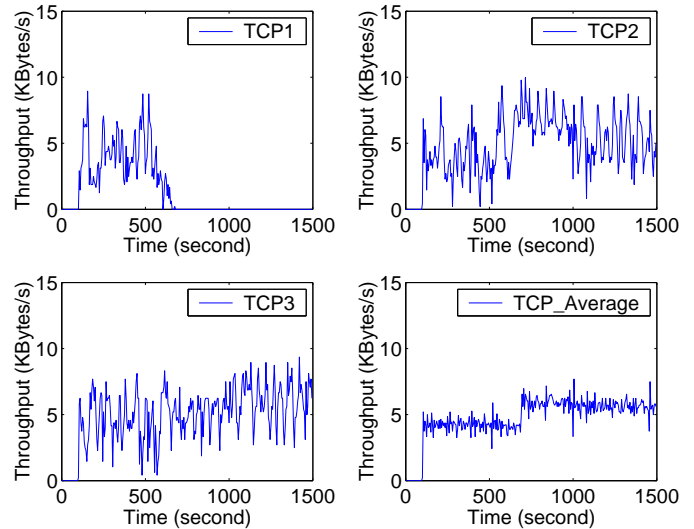 TCP1
Throughput (KBytes/s)
15
10
5
0
0 500 1000 1500
Time (second)
TCP2
Throughput (KBytes/s)
15
10
5
0
0 500 1000 1500
Time (second)
TCP3
Throughput (KBytes/s)
15
10
5
0
0 500 1000 1500
Time (second)
TCP_Average
Throughput (KBytes/s)
15
10
5
0
0 500 1000 1500
Time (second)